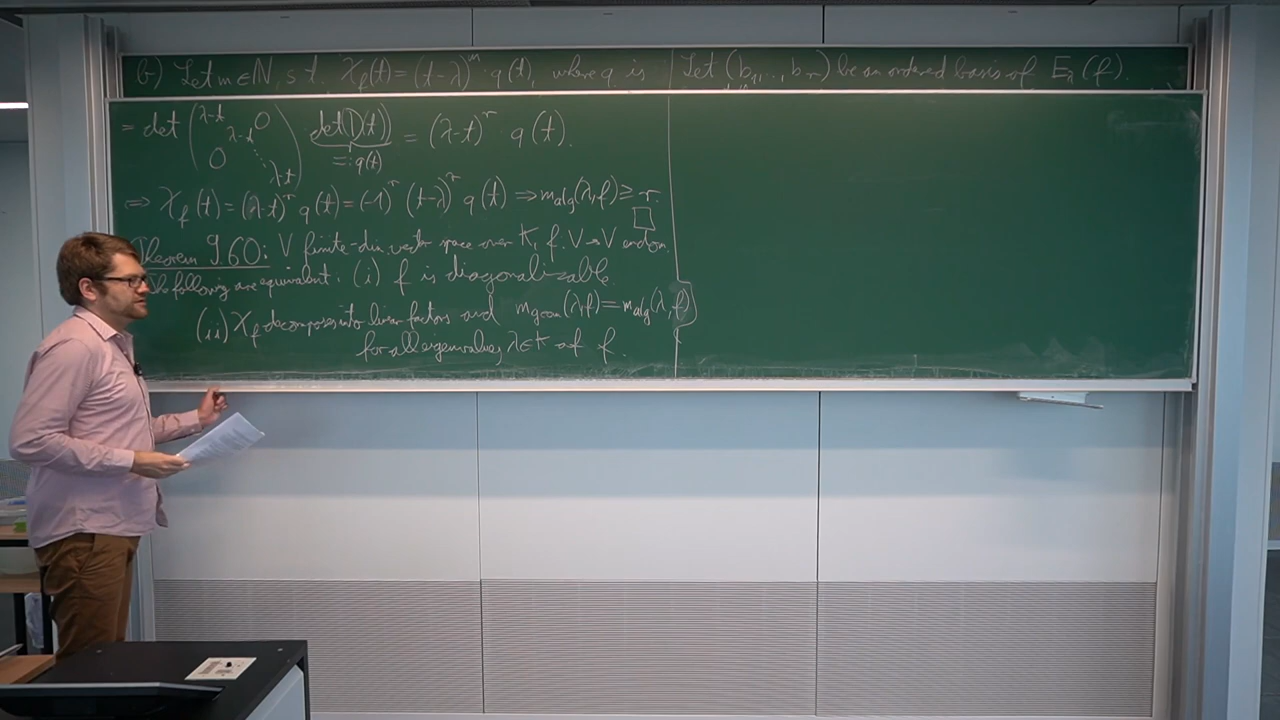 b) Let m ∈ ℕ, s.t. χ_f(t) = (t-λ)^m · q(t), where q is
Let (b_1, ..., b_r) be an ordered basis of E_λ(f).
= det ( λ-t λ-t 0 0 ⋱ λ-t ) det(D(t)) = (λ-t)^r q(t).
=: q(t)
⇒ χ_f(t) = (λ-t)^r q(t) = (-1)^r (t-λ)^r q(t) ⇒ m_alg(λ,f) ≥ r.
□
Theorem 9.60: V finite-dim. vector space over K, f: V → V endom.
The following are equivalent: (i) f is diagonalizable.
(ii) χ_f decomposes into linear factors and m_geom(λ,f) = m_alg(λ,f)
for all eigenvalues λ ∈ K of f.